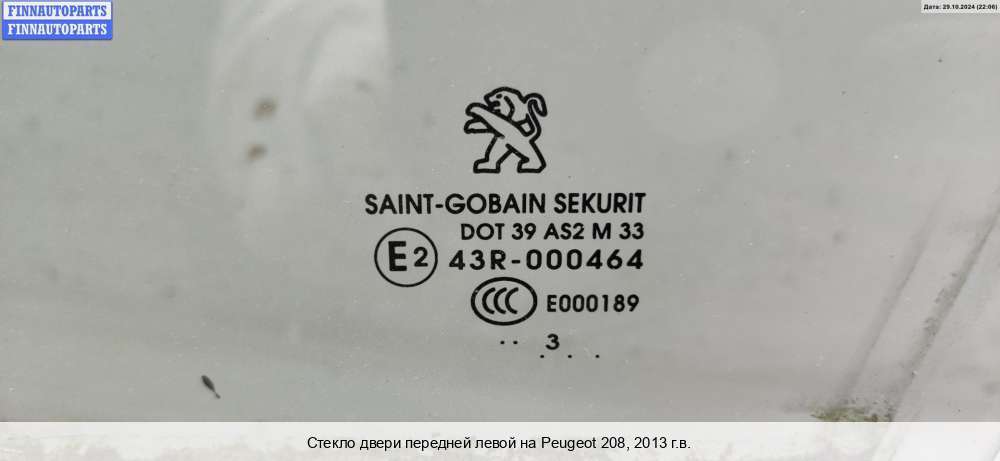 FINNAUTOPARTS
FINNAUTOPARTS
Дата: 29.10.2024 (22:06)
SAINT-GOBAIN SEKURIT
DOT 39 AS2 M 33
E2 43R-000464
CCC E000189
.. 3
. . . .
Стекло двери передней левой на Peugeot 208, 2013 г.в.